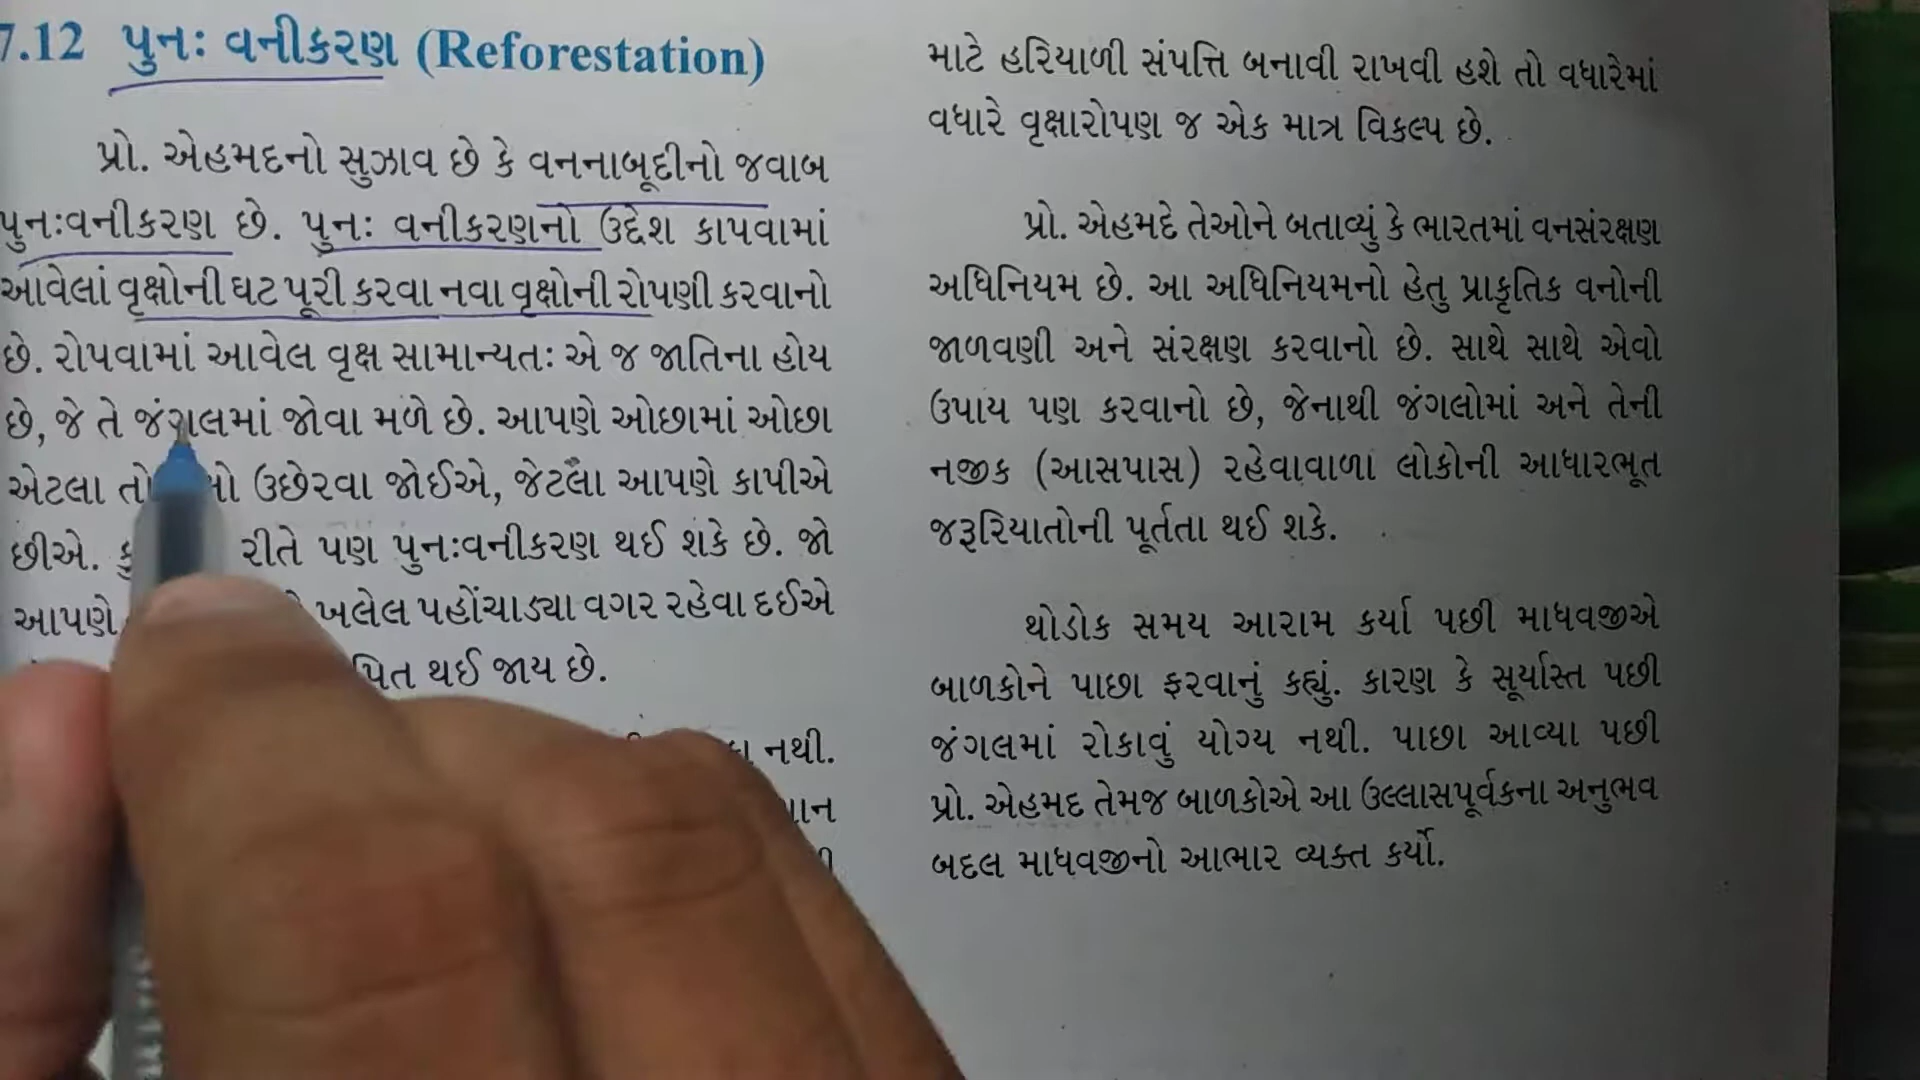 7.12 પુનઃ વનીકરણ (Reforestation)
પ્રો. એહમદનો સુઝાવ છે કે વનનાબૂદીનો જવાબ
પુનઃવનીકરણ છે. પુનઃ વનીકરણનો ઉદ્દેશ કાપવામાં
આવેલાં વૃક્ષોની ઘટ પૂરી કરવા નવા વૃક્ષોની રોપણી કરવાનો
છે. રોપવામાં આવેલ વૃક્ષ સામાન્યતઃ એ જ જાતિના હોય
છે, જે તે જંગલમાં જોવા મળે છે. આપણે ઓછામાં ઓછા
એટલા તો ઉછેરવા જોઈએ, જેટલાં આપણે કાપીએ
છીએ. રીતે પણ પુનઃવનીકરણ થઈ શકે છે. જો
આપણે ખલેલ પહોંચાડ્યા વગર રહેવા દઈએ
થઈ જાય છે.
નથી.
માટે હરિયાળી સંપત્તિ બનાવી રાખવી હશે તો વધારેમાં
વધારે વૃક્ષારોપણ જ એક માત્ર વિકલ્પ છે.
પ્રો. એહમદે તેઓને બતાવ્યું કે ભારતમાં વનસંરક્ષણ
અધિનિયમ છે. આ અધિનિયમનો હેતુ પ્રાકૃતિક વનોની
જાળવણી અને સંરક્ષણ કરવાનો છે. સાથે સાથે એવો
ઉપાય પણ કરવાનો છે, જેનાથી જંગલોમાં અને તેની
નજીક (આસપાસ) રહેવાવાળા લોકોની આધારભૂત
જરૂરિયાતોની પૂર્તતા થઈ શકે.
થોડોક સમય આરામ કર્યા પછી માધવજીએ
બાળકોને પાછા ફરવાનું કહ્યું. કારણ કે સૂર્યાસ્ત પછી
જંગલમાં રોકાવું યોગ્ય નથી. પાછા આવ્યા પછી
પ્રો. એહમદ તેમજ બાળકોએ આ ઉલ્લાસપૂર્વકના અનુભવ
બદલ માધવજીનો આભાર વ્યક્ત કર્યો.